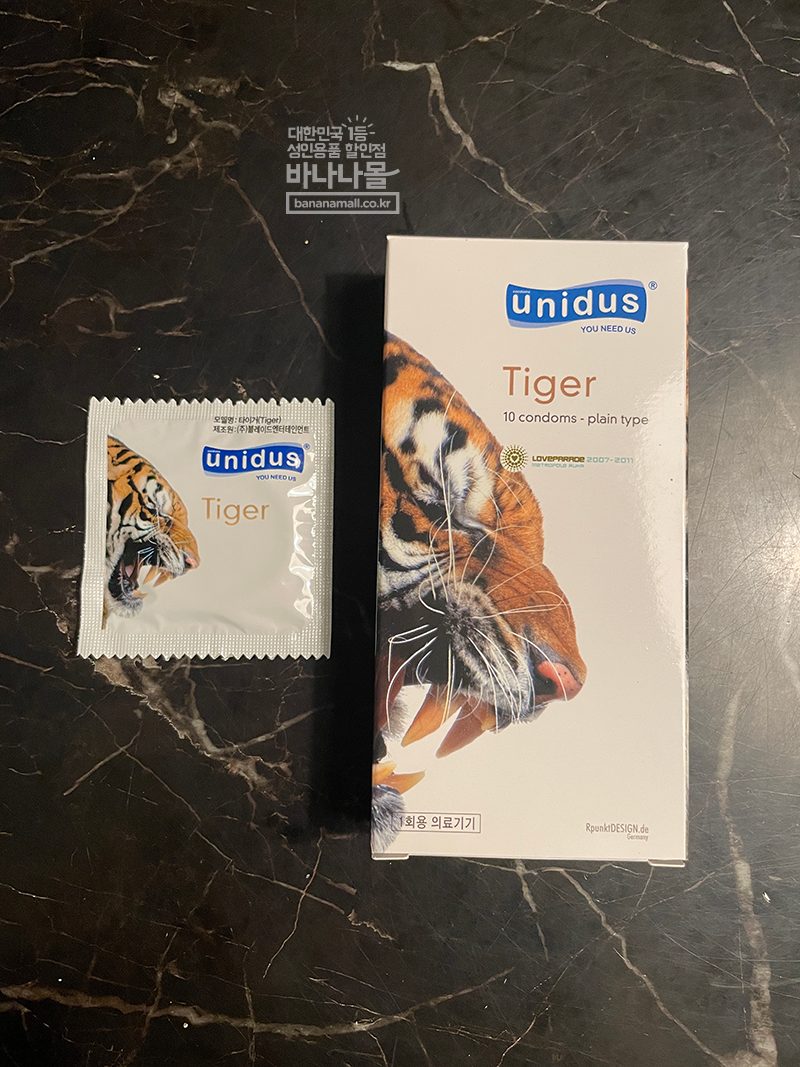 대한민국 1등
성인용품 할인점
바나나몰
bananamall.co.kr
unidus®
YOU NEED US
Tiger
10 condoms - plain type
LOVEPARADE 2007-2011
METROPOLE RUHR
1회용 의료기기
RpunktDESIGN.de
Germany
모델명 : 타이거(Tiger)
제조원 : (주)블레이드엔터테인먼트
unidus®
YOU NEED US
Tiger